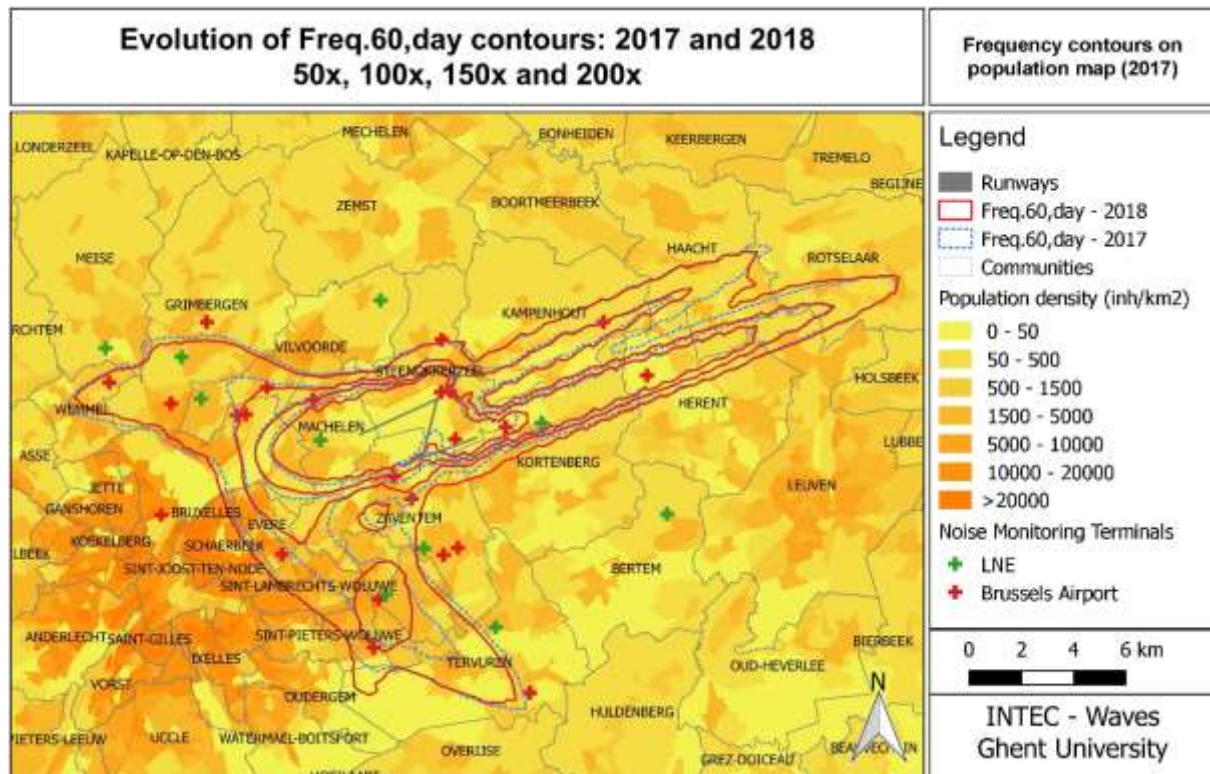 Evolution of Freq.60,day contours: 2017 and 2018
50x, 100x, 150x and 200x
Frequency contours on
population map (2017)
MECHELEN
BONHEIDEN
KEERBERGEN
LONDERZEEL
KAPELLE-OP-DEN-BOS
TREMELO
BEGIJNE
ZEMST
BOORTMEERBEEK
HAACHT
ROTSELAAR
MEISE
GRIMBERGEN
KAMPENHOUT
RCHTEM
VILVOORDE
STEENOKKERZEEL
HOLSBEEK
WEMMEL
HERENT
MACHELEN
LUBBE
ASSE
KORTENBERG
JETTE
LEUVEN
GANSHOREN
BRUXELLES
ZAVENTEM
EVERE
KOEKELBERG
SCHAERBEEK
LBEEK
SINT-JOOST-TEN-NODE
BERTEM
SINT-LAMBRECHTS-WOLUWE
ANDERLECHT
SAINT-GILLES
SINT-PIETERS-WOLUWE
BIERBEEK
IXELLES
TERVUREN
OUD-HEVERLEE
VORST
OUDERGEM
HULDENBERG
PIETERS-LEEUW
UCCLE
WATERMAEL-BOITSFORT
OVERIJSE
GREZ-DOICEAU
N
Legend
Runways
Freq.60,day - 2018
Freq.60,day - 2017
Communities
Population density (inh/km2)
0 - 50
50 - 500
500 - 1500
1500 - 5000
5000 - 10000
10000 - 20000
>20000
Noise Monitoring Terminals
LNE
Brussels Airport
0 2 4 6 km
INTEC - Waves
Ghent University